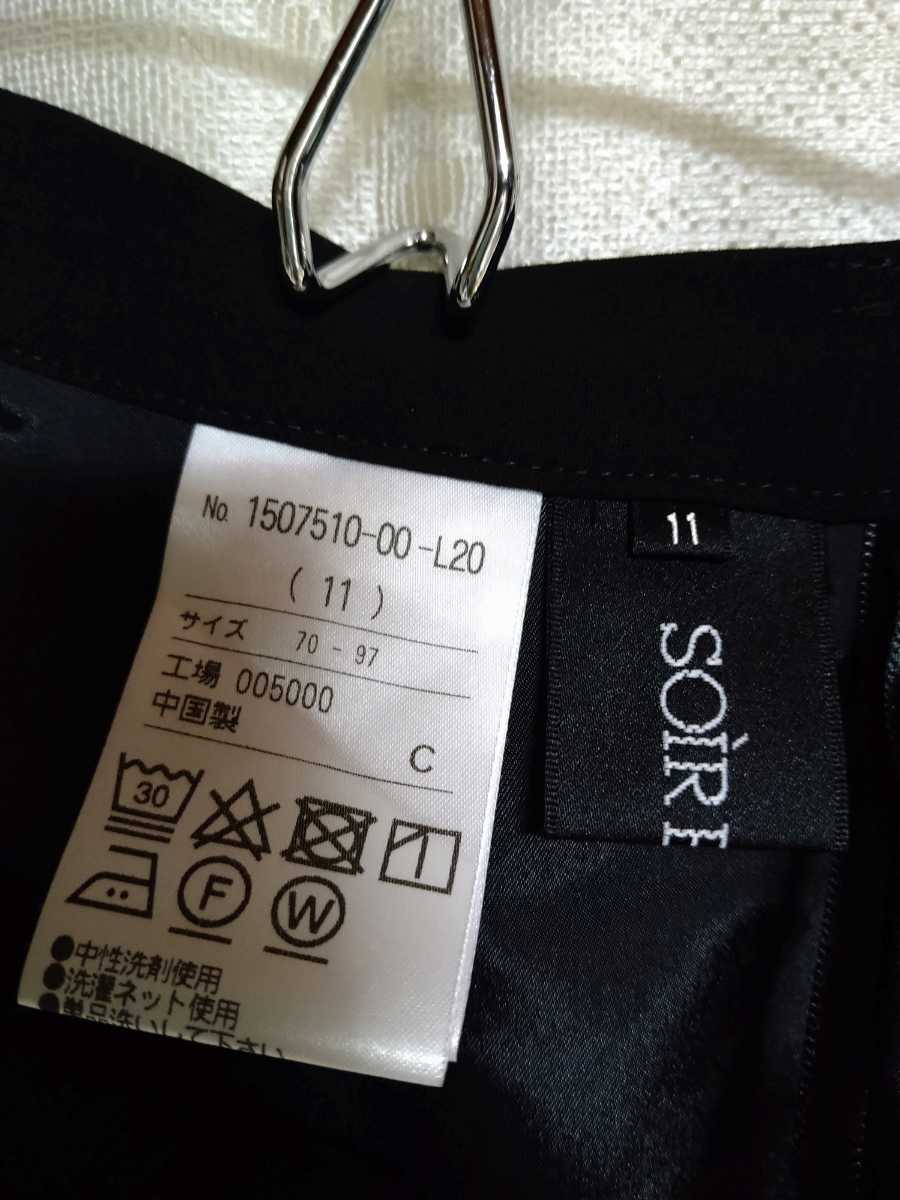 No. 1507510-00-L20
( 11 )
サイズ 70 - 97
工場 005000
中国製
C
30
F
W
●中性洗剤使用
●洗濯ネット使用
11
SOIR